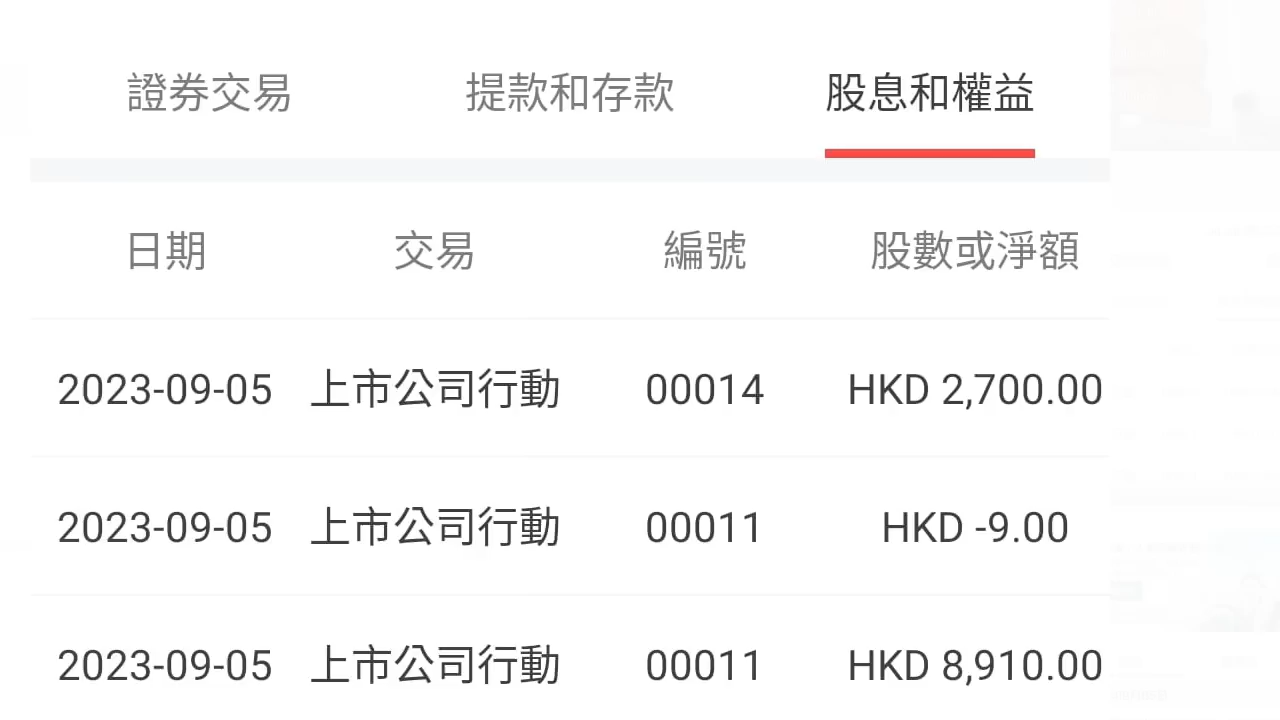 證券交易 提款和存款 股息和權益
日期 交易 編號 股數或淨額
2023-09-05 上市公司行動 00014 HKD 2,700.00
2023-09-05 上市公司行動 00011 HKD -9.00
2023-09-05 上市公司行動 00011 HKD 8,910.00